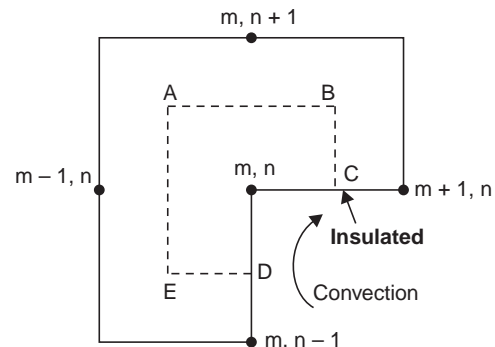 m, n + 1
A
B
m, n
C
m – 1, n
m + 1, n
Insulated
D
E
Convection
m, n – 1